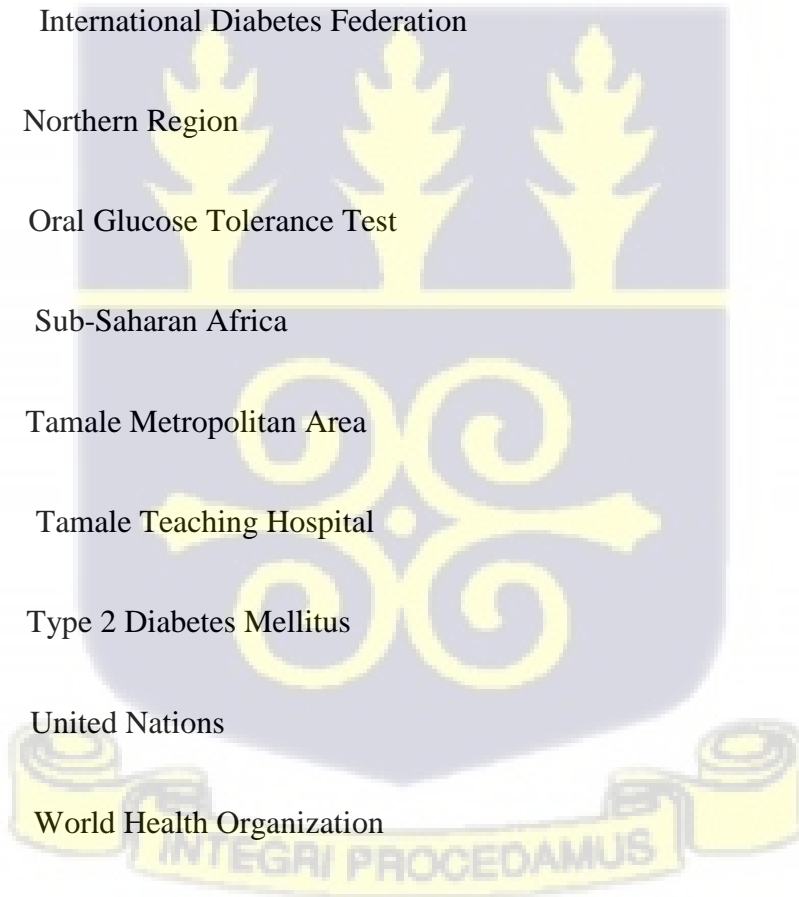 International Diabetes Federation
Northern Region
Oral Glucose Tolerance Test
Sub-Saharan Africa
Tamale Metropolitan Area
Tamale Teaching Hospital
Type 2 Diabetes Mellitus
United Nations
World Health Organization
INTEGRI PROCEDAMUS